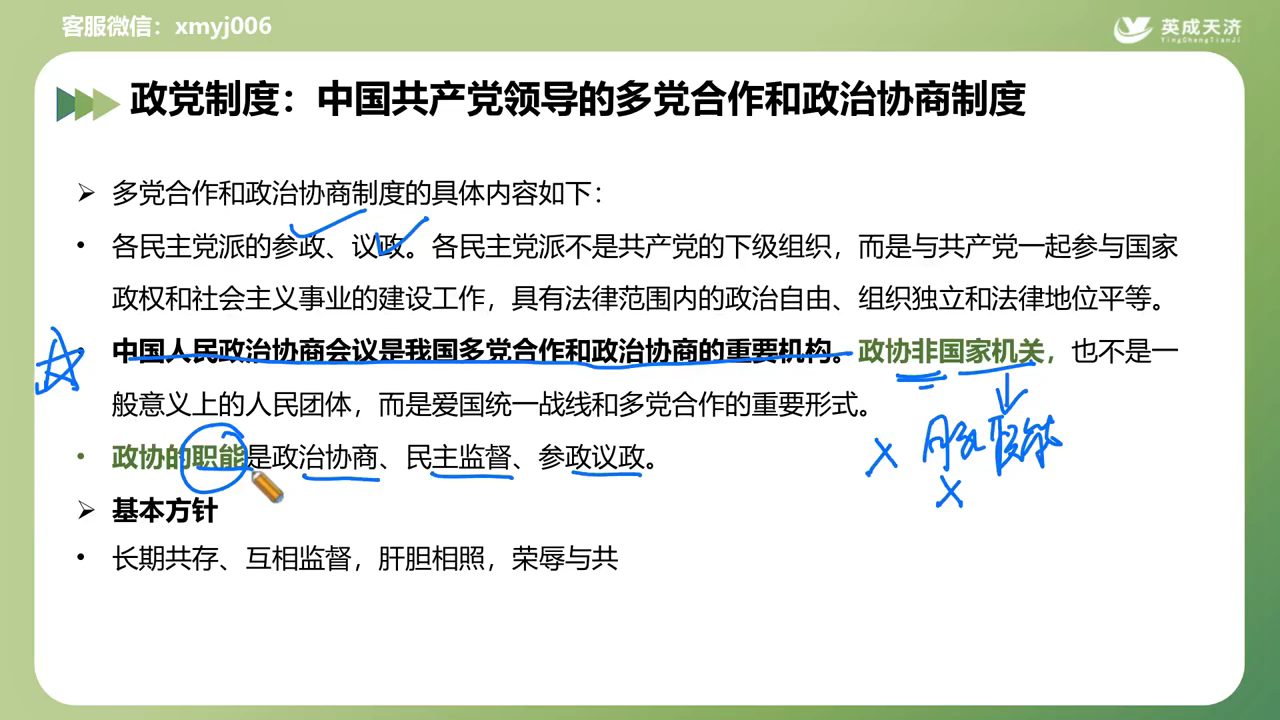 客服微信：xmyj006
英成天济
YingChengTianJi
政党制度：中国共产党领导的多党合作和政治协商制度
➢ 多党合作和政治协商制度的具体内容如下：
• 各民主党派的参政、议政。各民主党派不是共产党的下级组织，而是与共产党一起参与国家
政权和社会主义事业的建设工作，具有法律范围内的政治自由、组织独立和法律地位平等。
• 中国人民政治协商会议是我国多党合作和政治协商的重要机构。政协非国家机关，也不是一
般意义上的人民团体，而是爱国统一战线和多党合作的重要形式。
• 政协的职能是政治协商、民主监督、参政议政。
➢ 基本方针
• 长期共存、互相监督，肝胆相照，荣辱与共